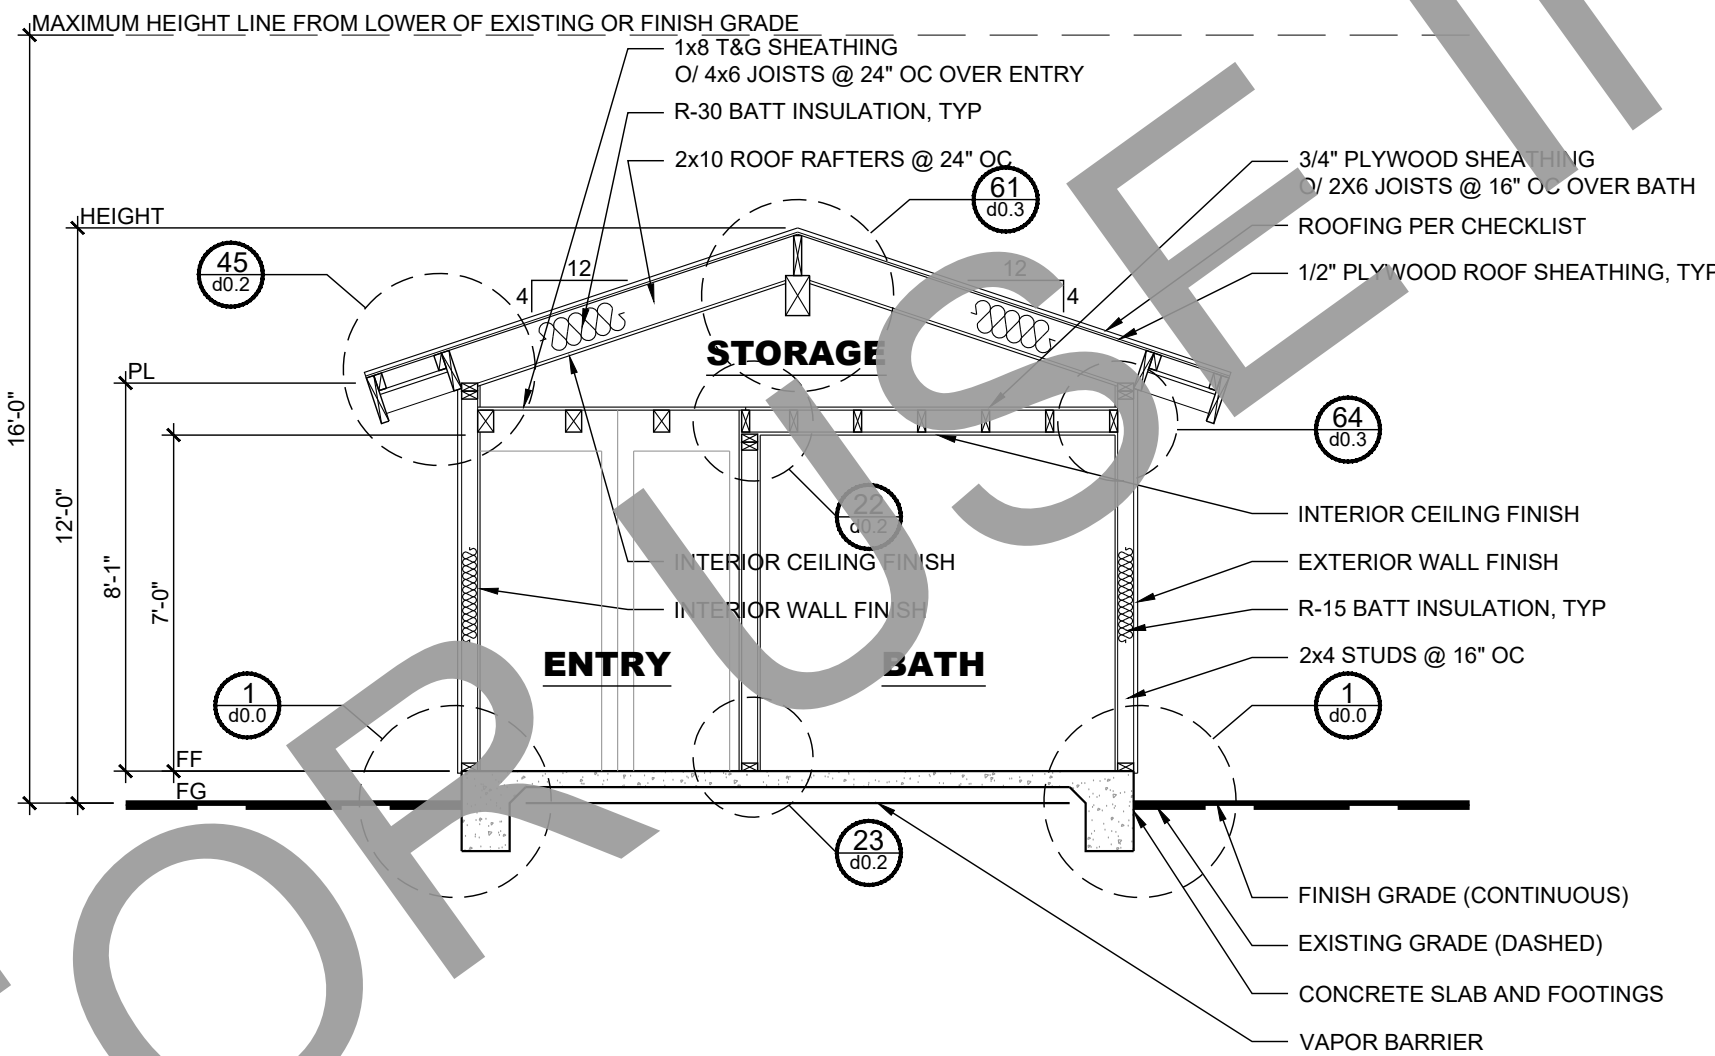 MAXIMUM HEIGHT LINE FROM LOWER OF EXISTING OR FINISH GRADE
1x8 T&G SHEATHING
O/ 4x6 JOISTS @ 24" OC OVER ENTRY
R-30 BATT INSULATION, TYP
2x10 ROOF RAFTERS @ 24" OC
3/4" PLYWOOD SHEATHING
O/ 2X6 JOISTS @ 16" OC OVER BATH
ROOFING PER CHECKLIST
1/2" PLYWOOD ROOF SHEATHING, TYP
61
d0.3
HEIGHT
45
d0.2
12
4
12
4
STORAGE
PL
16'-0"
12'-0"
8'-1"
7'-0"
64
d0.3
22
d0.2
INTERIOR CEILING FINISH
INTERIOR WALL FINISH
INTERIOR CEILING FINISH
EXTERIOR WALL FINISH
R-15 BATT INSULATION, TYP
2x4 STUDS @ 16" OC
ENTRY
BATH
1
d0.0
1
d0.0
FF
FG
23
d0.2
FINISH GRADE (CONTINUOUS)
EXISTING GRADE (DASHED)
CONCRETE SLAB AND FOOTINGS
VAPOR BARRIER
FOR USE I